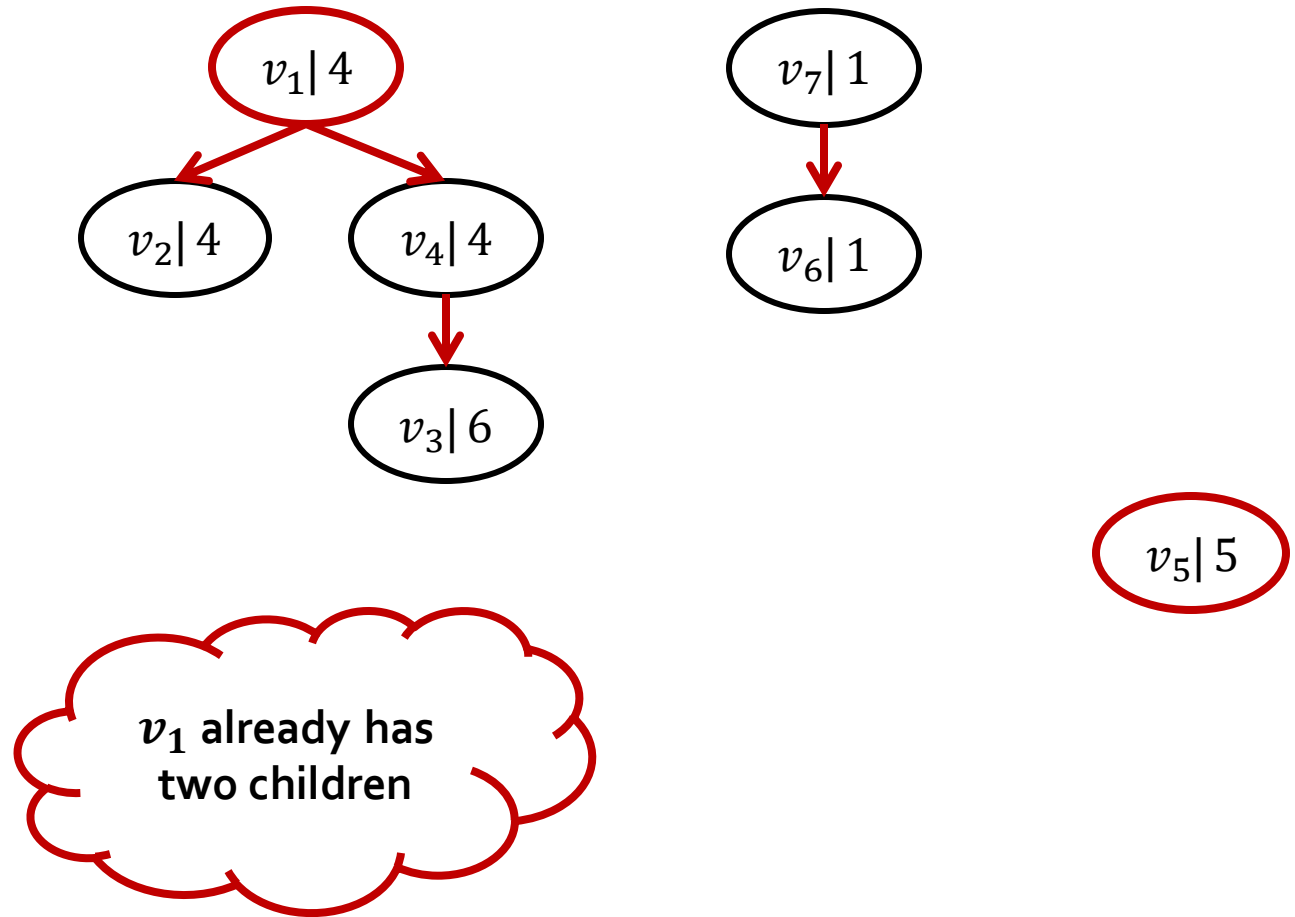 v₁| 4
v₇| 1
v₂| 4
v₄| 4
v₆| 1
v₃| 6
v₅| 5
v₁ already has
two children